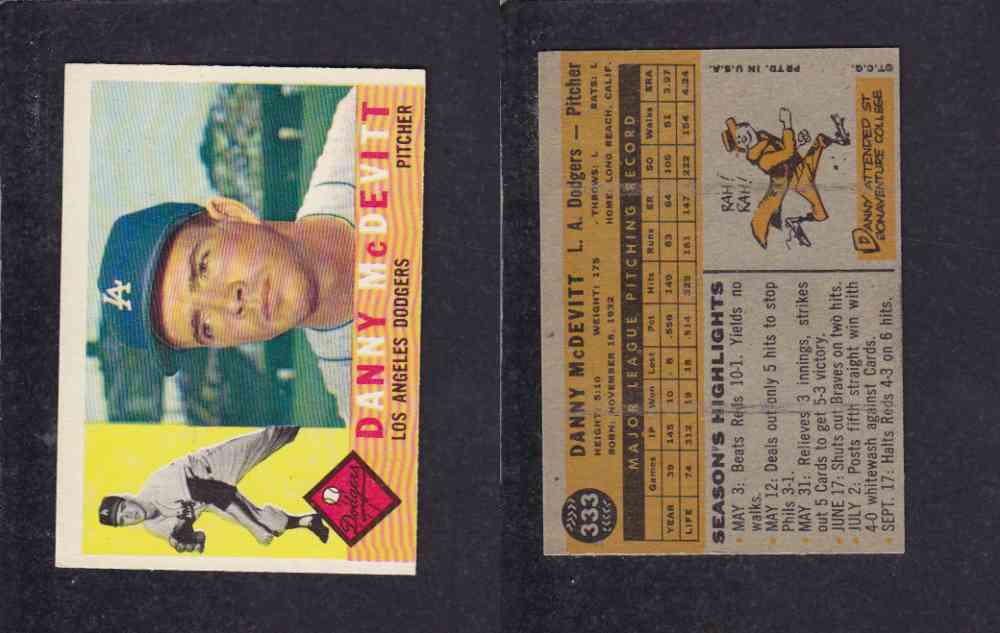 LA
DANNY McDEVITT
LOS ANGELES DODGERS PITCHER
Dodgers
333
DANNY McDEVITT L. A. Dodgers — Pitcher
HEIGHT: 5:10 WEIGHT: 175 THROWS: L BATS: L
BORN: NOVEMBER 18, 1932 HOME: LONG BEACH, CALIF.
MAJOR LEAGUE PITCHING RECORD
Games IP Won Lost Pct Hits Runs ER SO Walks ERA
YEAR 39 145 10 8 .556 149 83 64 106 51 3.97
LIFE 74 312 19 18 .514 329 161 147 222 154 4.24
SEASON'S HIGHLIGHTS
• MAY 3: Beats Reds 10-1. Yields no
walks.
• MAY 12: Deals out only 5 hits to stop
Phils 3-1.
• MAY 31: Relieves 3 innings, strikes
out 5 Cards to get 5-3 victory.
• JUNE 17: Shuts out Braves on two hits.
• JULY 2: Posts fifth straight win with
4-0 whitewash against Cards.
• SEPT. 17: Halts Reds 4-3 on 6 hits.
RAH!
RAH!
DANNY ATTENDED ST
BONAVENTURE COLLEGE
©T.C.G. PRTD. IN U.S.A.